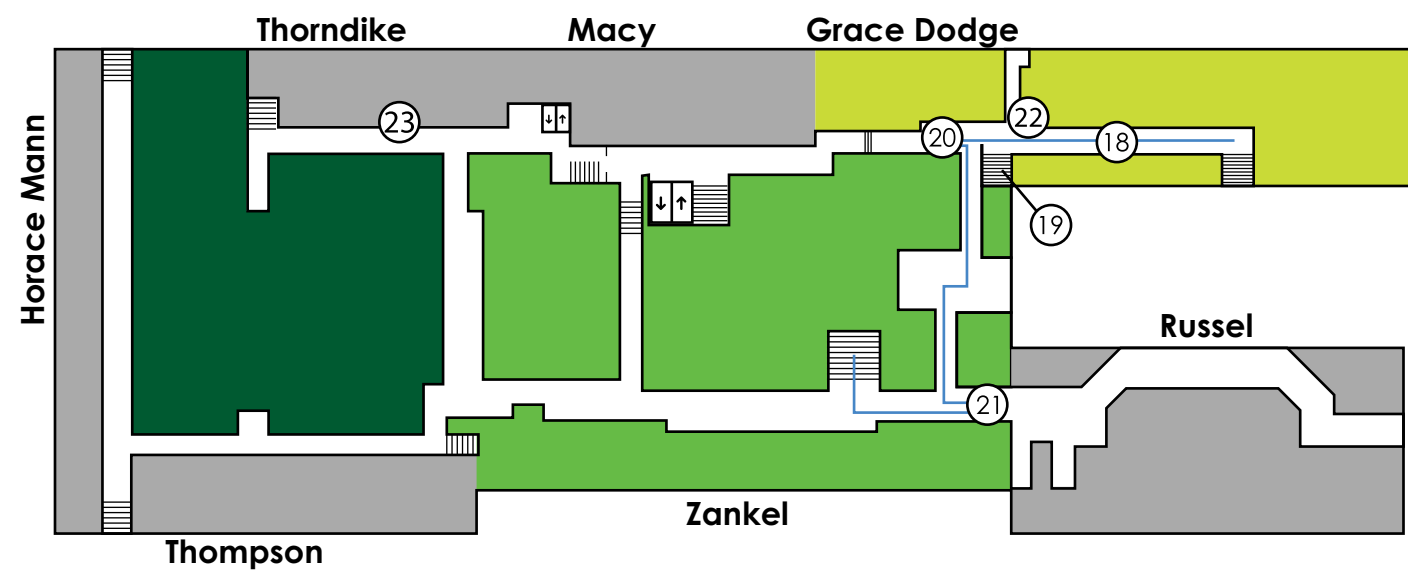 Thorndike
Macy
Grace Dodge
Horace Mann
23
20
22
18
19
Russel
21
Zankel
Thompson